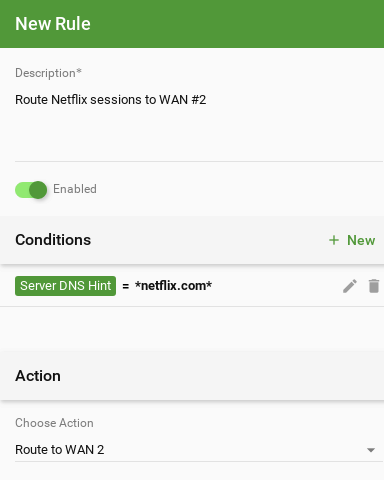 New Rule
Description*
Route Netflix sessions to WAN #2
Enabled
Conditions + New
Server DNS Hint = *netflix.com*
Action
Choose Action
Route to WAN 2